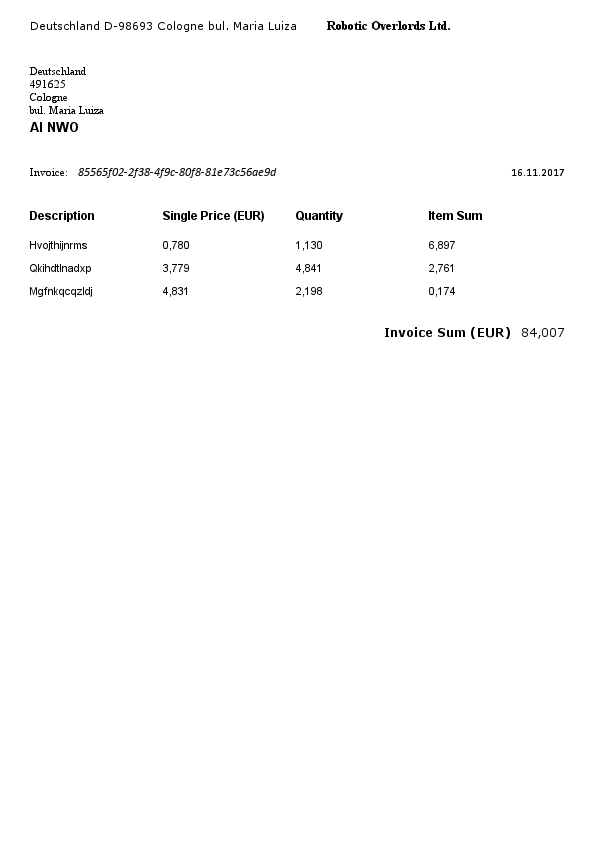 Deutschland D-98693 Cologne bul. Maria Luiza Robotic Overlords Ltd.
Deutschland
491625
Cologne
bul. Maria Luiza
AI NWO
Invoice: 85565f02-2f38-4f9c-80f8-81e73c56ae9d 16.11.2017
Description Single Price (EUR) Quantity Item Sum
Hvojthijnrms 0,780 1,130 6,897
Qkihdtlnadxp 3,779 4,841 2,761
Mgfnkqcqzldj 4,831 2,198 0,174
Invoice Sum (EUR) 84,007